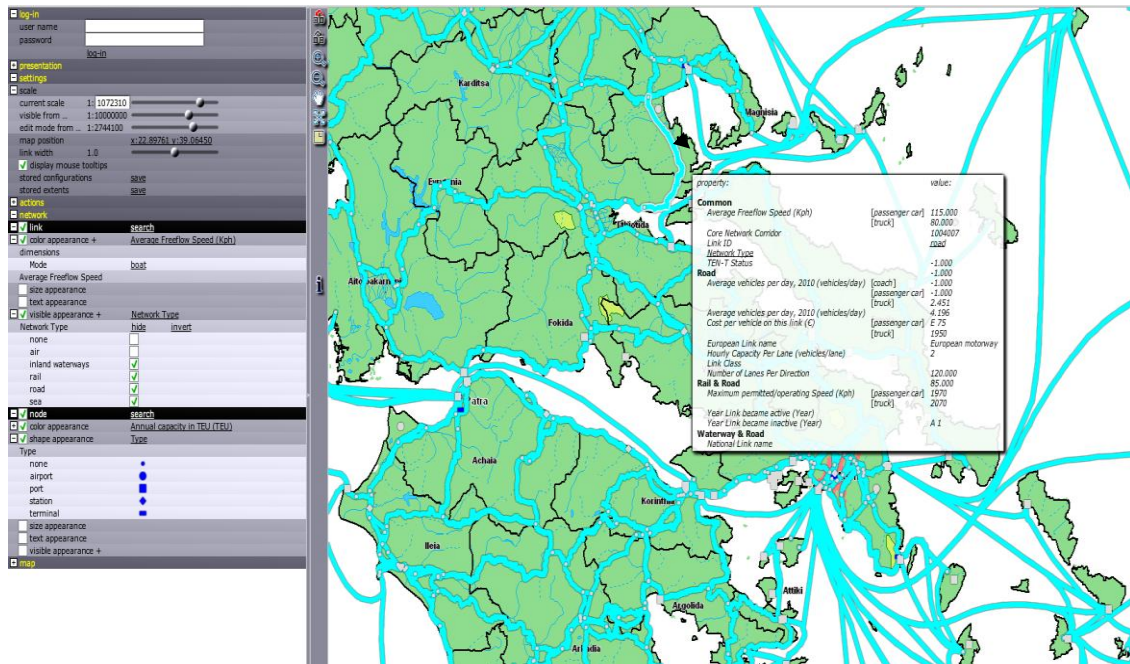 log-in
user name
password
log-in
presentation
settings
scale
current scale 1: 1072310
visible from .. 1:10000000
edit mode from .. 1:2744100
map position x:22.89761 y:39.06450
link width 1.0
display mouse tooltips
stored configurations save
stored extents save
actions
network
link search
color appearance + Average Freeflow Speed (Kph)
dimensions
Mode boat
Average Freeflow Speed
size appearance
text appearance
visible appearance + Network Type
Network Type hide invert
none
air
inland waterways
rail
road
sea
node search
color appearance + Annual capacity in TEU (TEU)
shape appearance Type
Type
none
airport
port
station
terminal
size appearance
text appearance
visible appearance +
map
Karditsa
Magnisia
Evrytania
Fthiotida
Aitoloakarnania
Fokida
Patra
Achaia
Korinthia
Ileia
Attiki
Argolida
Arkadia
property: value:
Common
Average Freeflow Speed (Kph) [passenger car] 115.000
[truck] 80.000
Core Network Corridor
Link ID 1004007
Network Type road
TEN-T Status -1.000
Road -1.000
Average vehicles per day, 2010 (vehicles/day) [coach] -1.000
[passenger car] -1.000
[truck] 2.451
Average vehicles per day, 2010 (vehicles/day) 4.196
Cost per vehicle on this link (€) [passenger car] E 75
[truck] 1950
European Link name European motorway
Hourly Capacity Per Lane (vehicles/lane) 2
Link Class
Number of Lanes Per Direction 120.000
Rail & Road 85.000
Maximum permitted/operating Speed (Kph) [passenger car] 1970
[truck] 2070
Year Link became active (Year)
Year Link became inactive (Year) A 1
Waterway & Road
National Link name